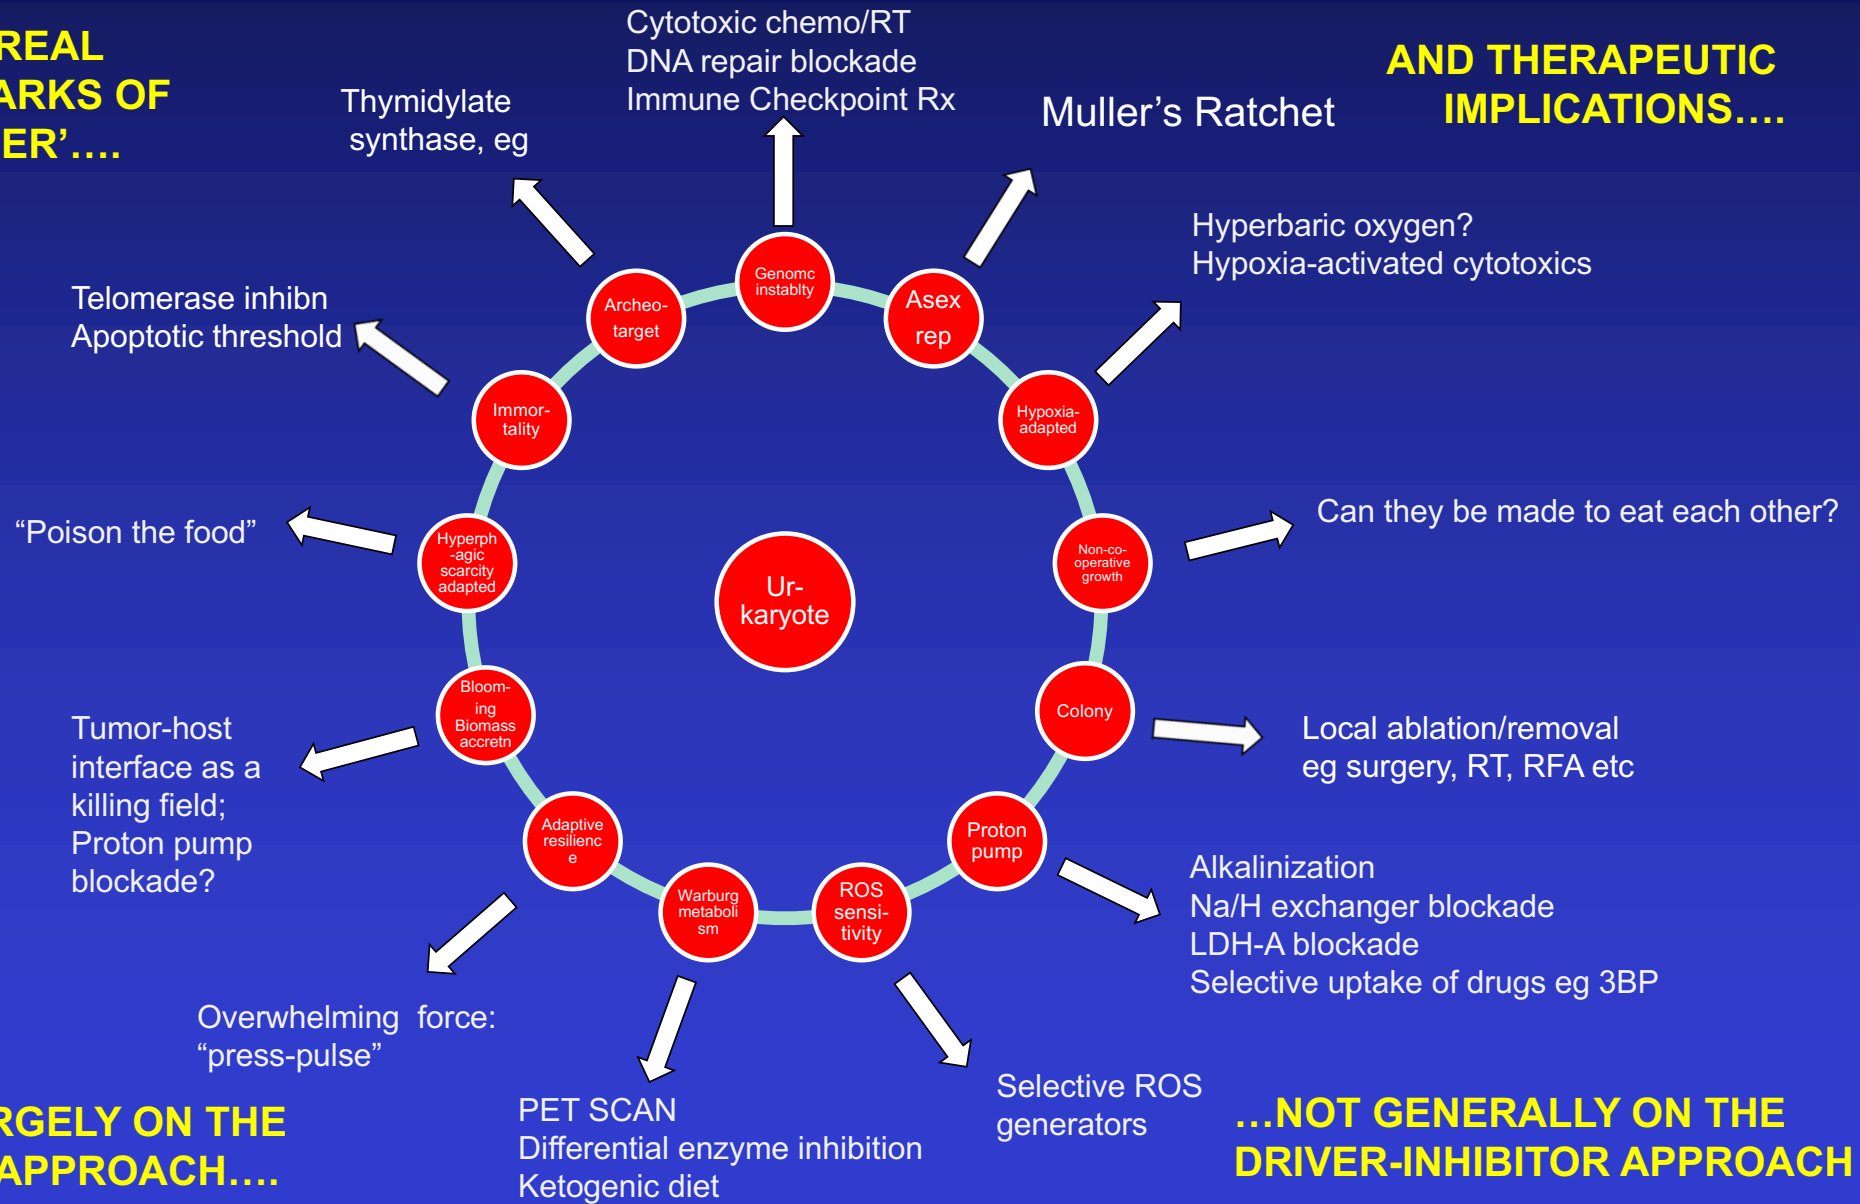 REAL
ARKS OF
ER’….
Cytotoxic chemo/RT
DNA repair blockade
Immune Checkpoint Rx
AND THERAPEUTIC
IMPLICATIONS….
Thymidylate
synthase, eg
Muller’s Ratchet
Hyperbaric oxygen?
Hypoxia-activated cytotoxics
Telomerase inhibn
Apoptotic threshold
Genomc
instablty
Archeo-
target
Asex
rep
Immor-
tality
Hypoxia-
adapted
“Poison the food”
Can they be made to eat each other?
Hyperph
-agic
scarcity
adapted
Non-co-
operative
growth
Ur-
karyote
Bloom-
ing
Biomass
accretn
Colony
Tumor-host
interface as a
killing field;
Proton pump
blockade?
Local ablation/removal
eg surgery, RT, RFA etc
Adaptive
resilienc
e
Proton
pump
Warburg
metaboli
sm
ROS
sensi-
tivity
Alkalinization
Na/H exchanger blockade
LDH-A blockade
Selective uptake of drugs eg 3BP
Overwhelming force:
“press-pulse”
PET SCAN
Differential enzyme inhibition
Ketogenic diet
Selective ROS
generators
RGELY ON THE
APPROACH….
…NOT GENERALLY ON THE
DRIVER-INHIBITOR APPROACH